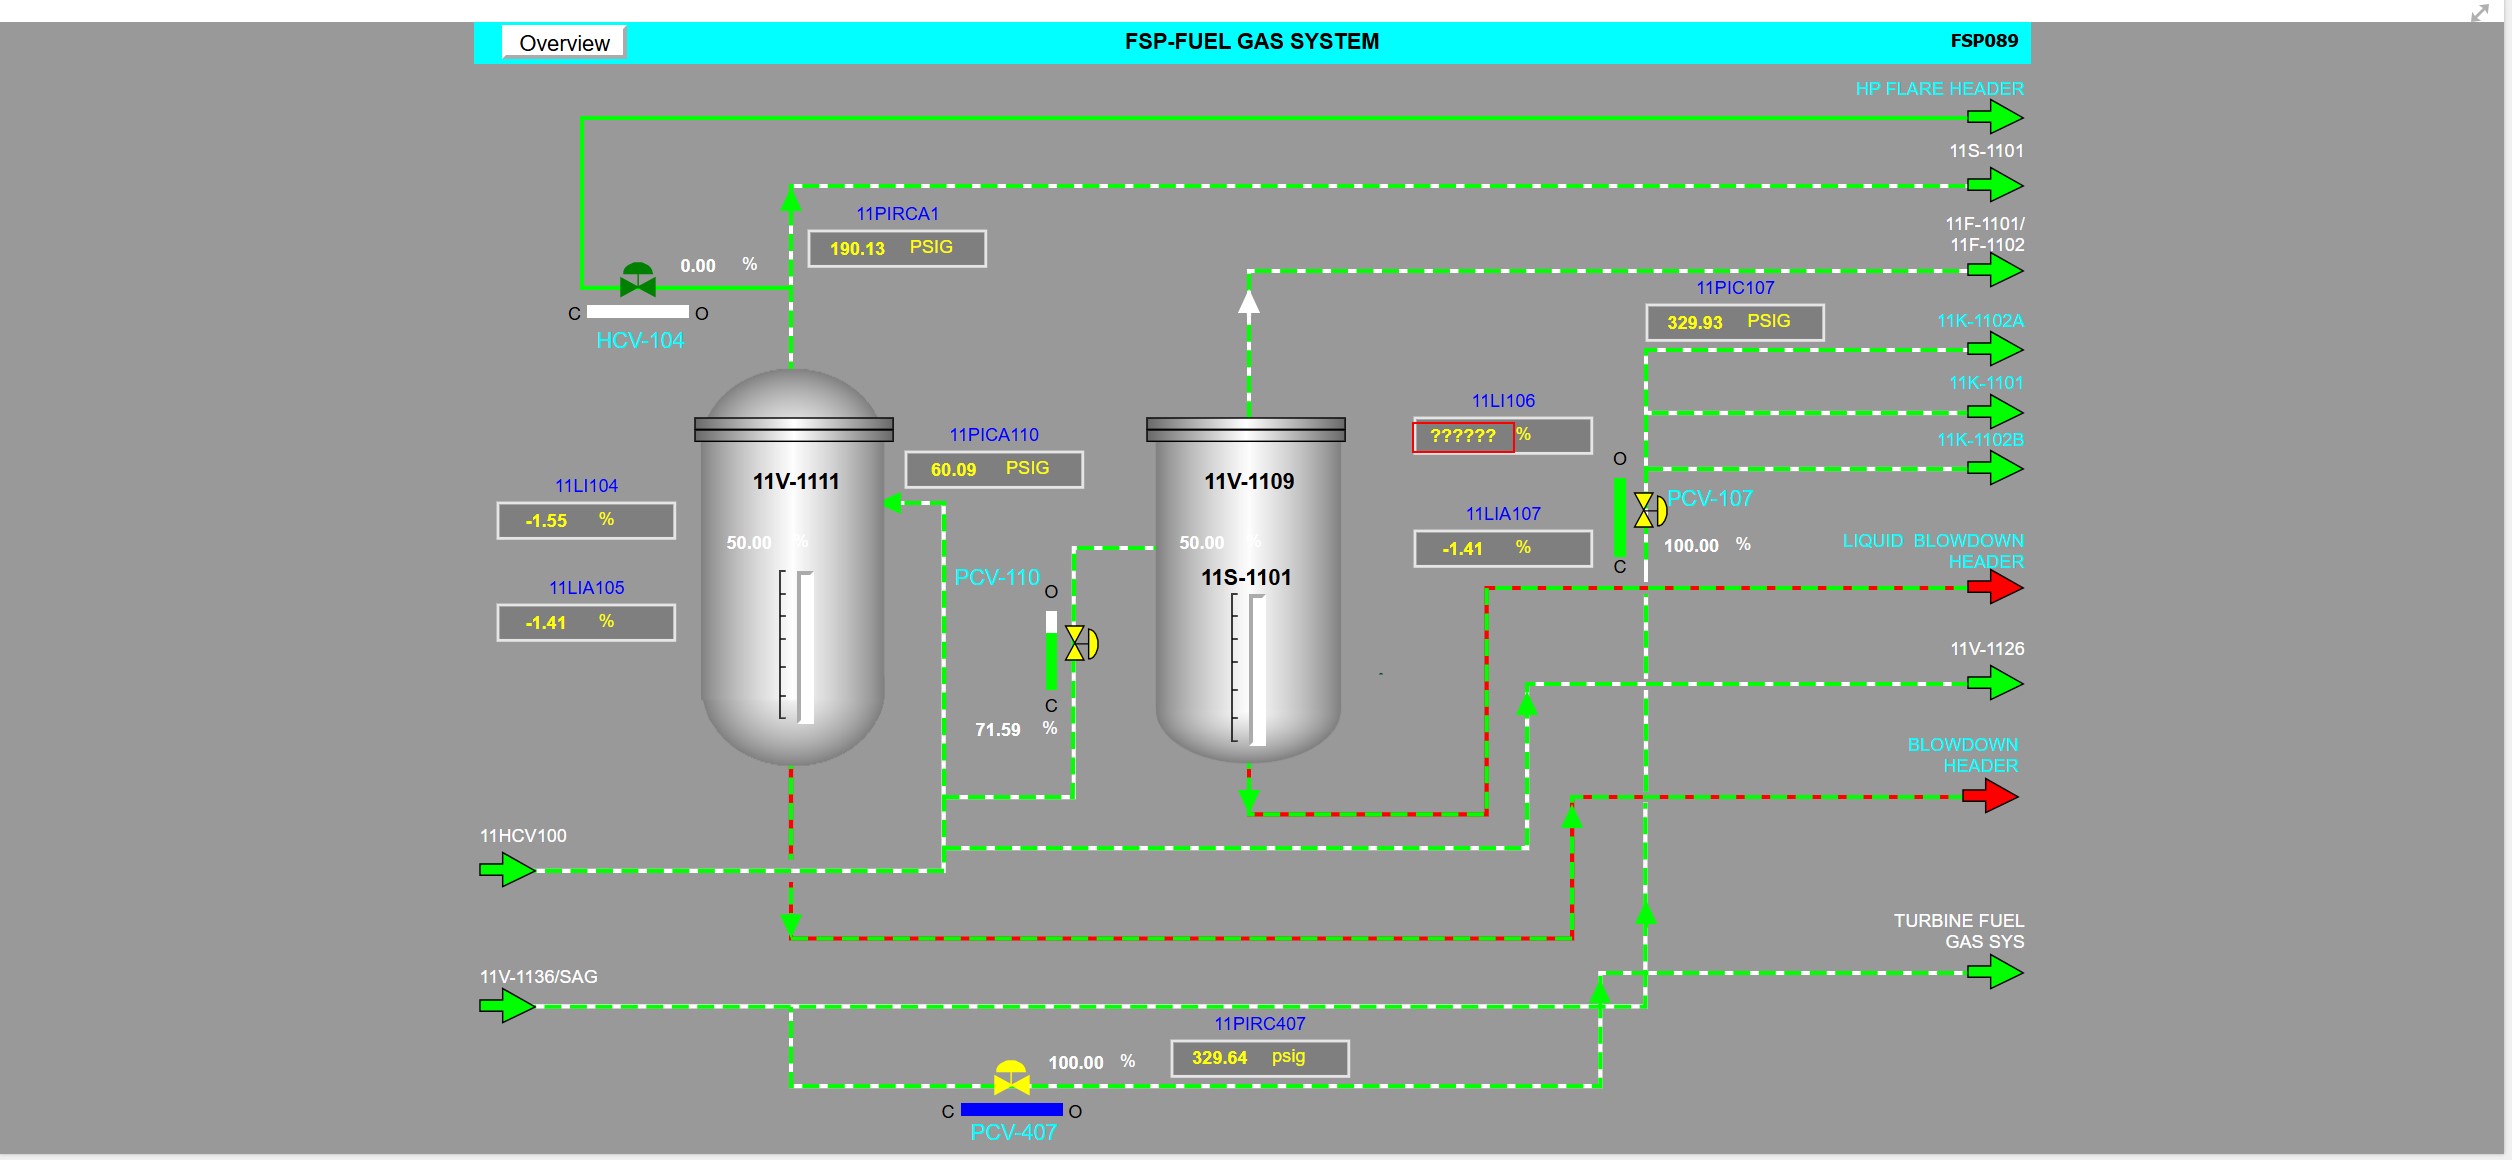 Overview
FSP-FUEL GAS SYSTEM
FSP089
HP FLARE HEADER
11S-1101
11PIRCA1
190.13 PSIG
11F-1101/
11F-1102
0.00 %
C O
HCV-104
11PIC107
329.93 PSIG
11K-1102A
11K-1101
11LI106
?????? %
11PICA110
60.09 PSIG
11K-1102B
O
11V-1111
11V-1109
11LI104
-1.55 %
PCV-107
11LIA107
-1.41 %
50.00 %
50.00 %
100.00 %
C
LIQUID BLOWDOWN
HEADER
PCV-110
11S-1101
11LIA105
-1.41 %
O
C
71.59 %
11V-1126
BLOWDOWN
HEADER
11HCV100
TURBINE FUEL
GAS SYS
11V-1136/SAG
11PIRC407
329.64 psig
100.00 %
C O
PCV-407